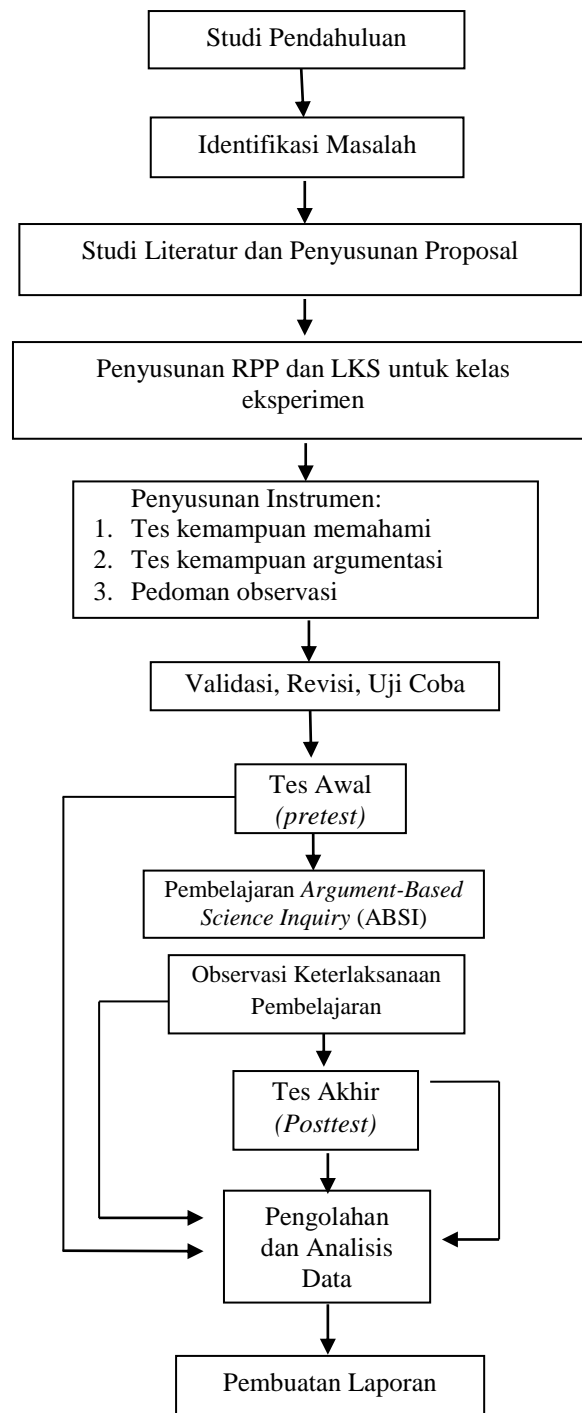 Studi Pendahuluan
Identifikasi Masalah
Studi Literatur dan Penyusunan Proposal
Penyusunan RPP dan LKS untuk kelas
eksperimen
Penyusunan Instrumen:
1. Tes kemampuan memahami
2. Tes kemampuan argumentasi
3. Pedoman observasi
Validasi, Revisi, Uji Coba
Tes Awal
(pretest)
Pembelajaran Argument-Based
Science Inquiry (ABSI)
Observasi Keterlaksanaan
Pembelajaran
Tes Akhir
(Posttest)
Pengolahan
dan Analisis
Data
Pembuatan Laporan